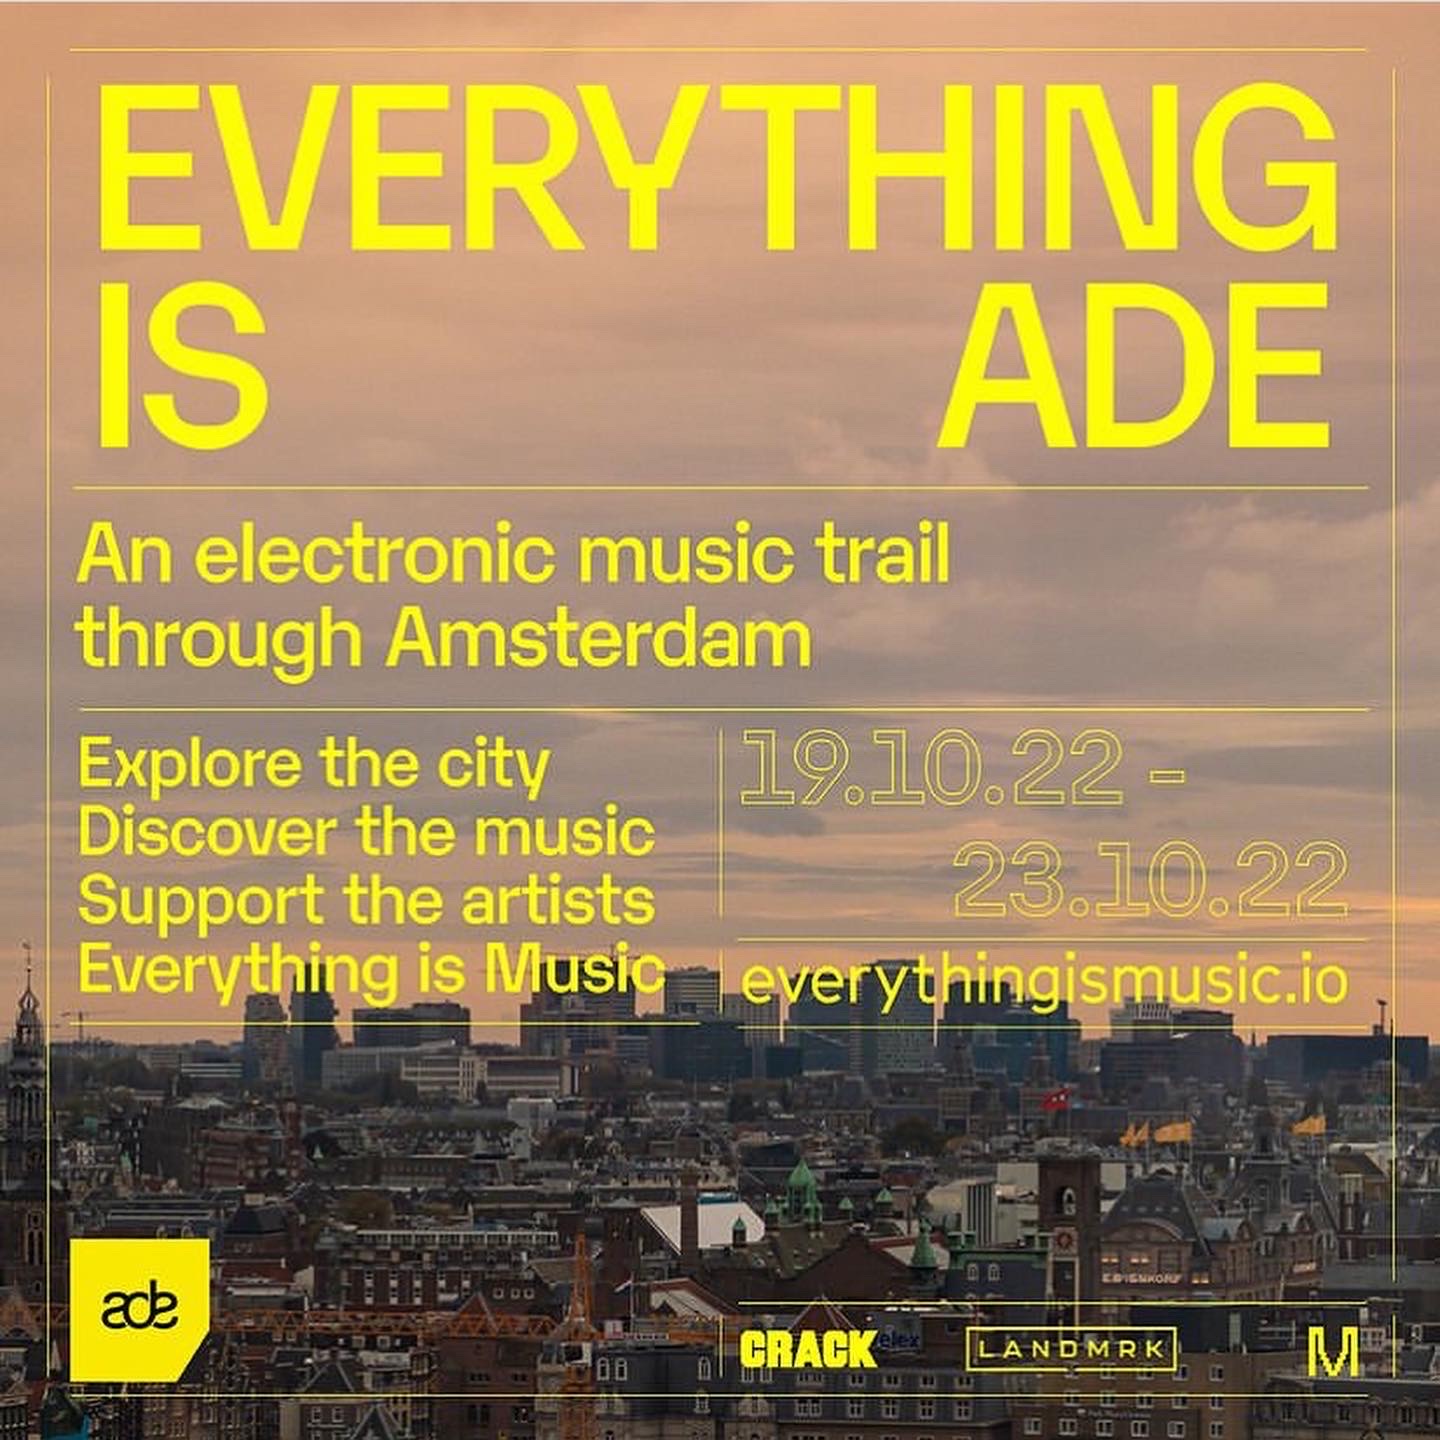 EVERYTHING
IS ADE
An electronic music trail
through Amsterdam
Explore the city
Discover the music
Support the artists
Everything is Music
19.10.22 -
23.10.22
everythingismusic.io
ade
CRACK
LANDMRK
M